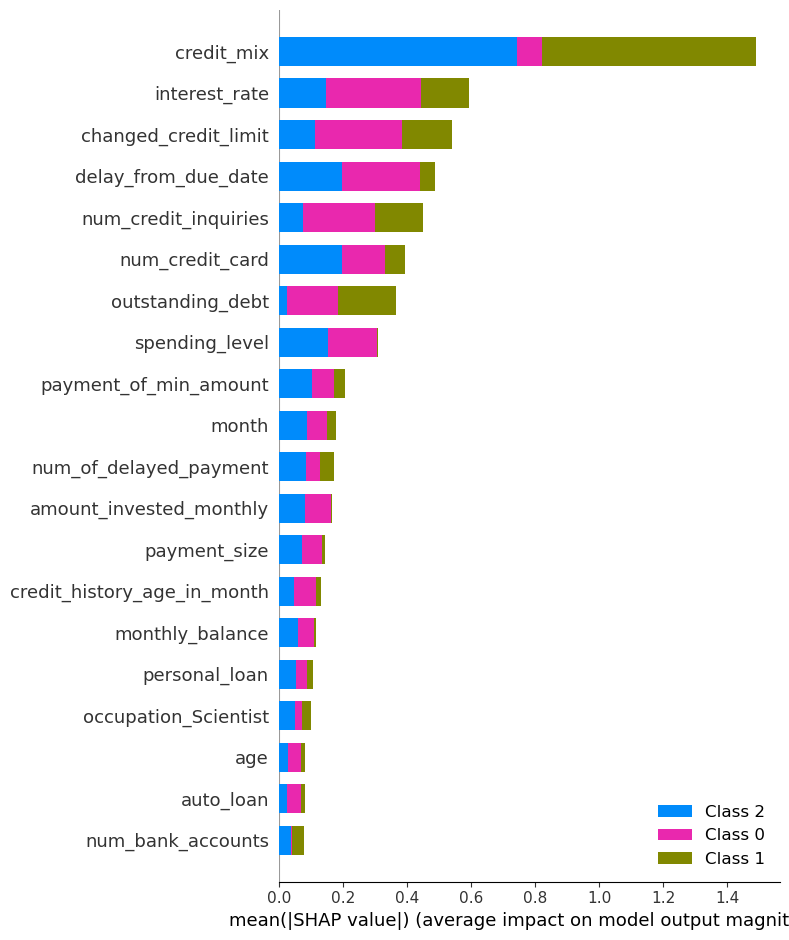 credit_mix
interest_rate
changed_credit_limit
delay_from_due_date
num_credit_inquiries
num_credit_card
outstanding_debt
spending_level
payment_of_min_amount
month
num_of_delayed_payment
amount_invested_monthly
payment_size
credit_history_age_in_month
monthly_balance
personal_loan
occupation_Scientist
age
auto_loan
num_bank_accounts
Class 2
Class 0
Class 1
0.0 0.2 0.4 0.6 0.8 1.0 1.2 1.4
mean(|SHAP value|) (average impact on model output magnit